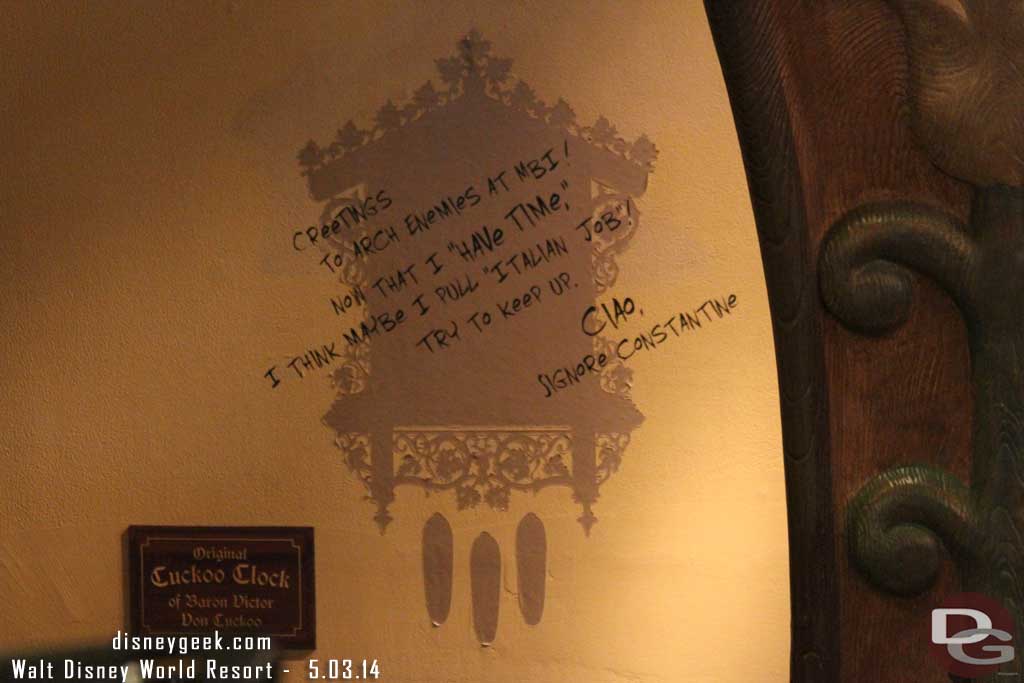 GREETINGS
TO ARCH ENEMIES AT MBI!
NOW THAT I "HAVE TIME,"
I THINK MAYBE I PULL "ITALIAN JOB"!
TRY TO KEEP UP.
CIAO,
SIGNORE CONSTANTINE
Original
Cuckoo Clock
of Baron Victor
Von Cuckoo
disneygeek.com
Walt Disney World Resort - 5.03.14
DG